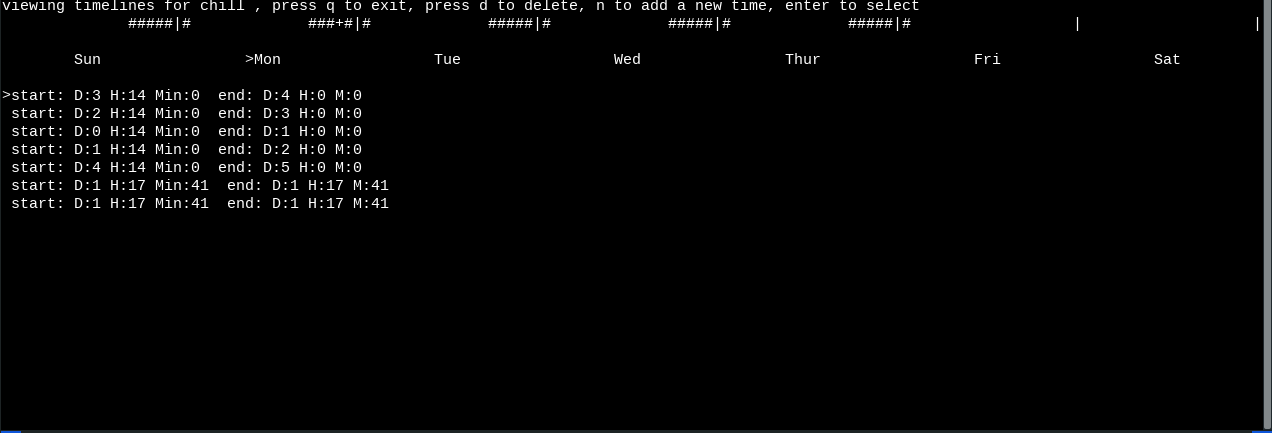 viewing timelines for chill , press q to exit, press d to delete, n to add a new time, enter to select
              #####|#             ###+#|#             #####|#             #####|#             #####|#                  |                   |
        Sun                >Mon                 Tue                 Wed                Thur                 Fri                 Sat
>start: D:3 H:14 Min:0  end: D:4 H:0 M:0
 start: D:2 H:14 Min:0  end: D:3 H:0 M:0
 start: D:0 H:14 Min:0  end: D:1 H:0 M:0
 start: D:1 H:14 Min:0  end: D:2 H:0 M:0
 start: D:4 H:14 Min:0  end: D:5 H:0 M:0
 start: D:1 H:17 Min:41  end: D:1 H:17 M:41
 start: D:1 H:17 Min:41  end: D:1 H:17 M:41